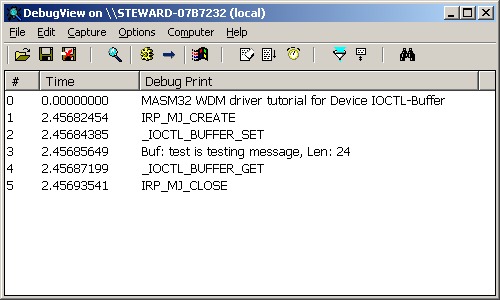 DebugView on \\STEWARD-07B7232 (local)
File Edit Capture Options Computer Help
# Time Debug Print
0 0.00000000 MASM32 WDM driver tutorial for Device IOCTL-Buffer
1 2.45682454 IRP_MJ_CREATE
2 2.45684385 _IOCTL_BUFFER_SET
3 2.45685649 Buf: test is testing message, Len: 24
4 2.45687199 _IOCTL_BUFFER_GET
5 2.45693541 IRP_MJ_CLOSE